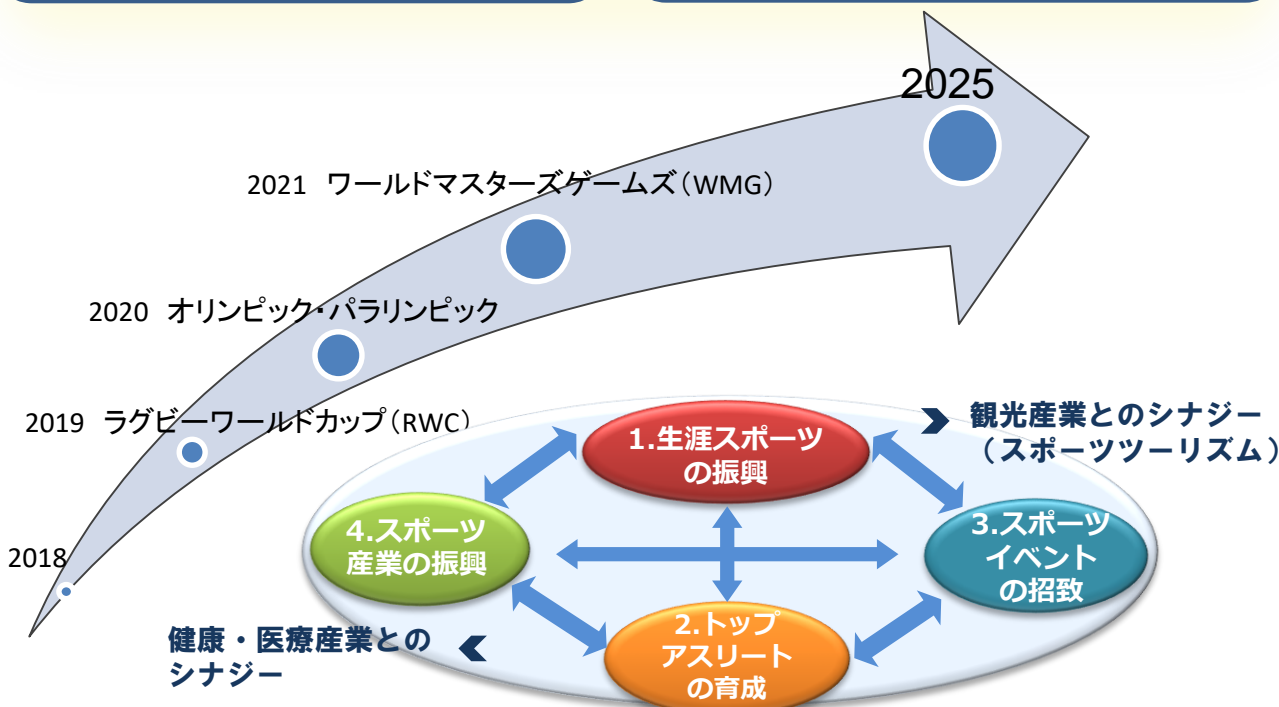 2025
2021 ワールドマスターズゲームズ(WMG)
2020 オリンピック・パラリンピック
2019 ラグビーワールドカップ(RWC)
2018
観光産業とのシナジー
(スポーツツーリズム)
1.生涯スポーツ
の振興
4.スポーツ
産業の振興
3.スポーツ
イベント
の招致
2.トップ
アスリート
の育成
健康・医療産業との
シナジー